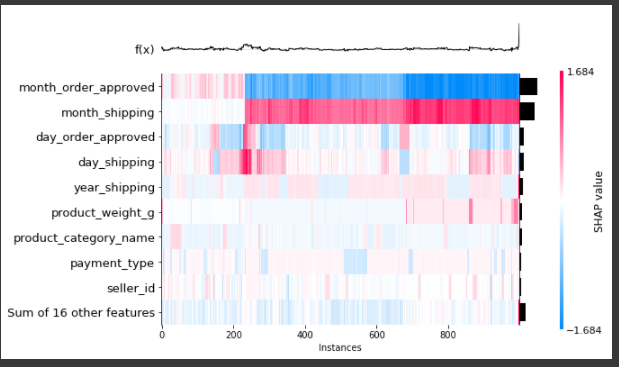 f(x)
month_order_approved
1.684
month_shipping
day_order_approved
day_shipping
year_shipping
product_weight_g
product_category_name
payment_type
seller_id
Sum of 16 other features
SHAP value
−1.684
0 200 400 600 800
Instances